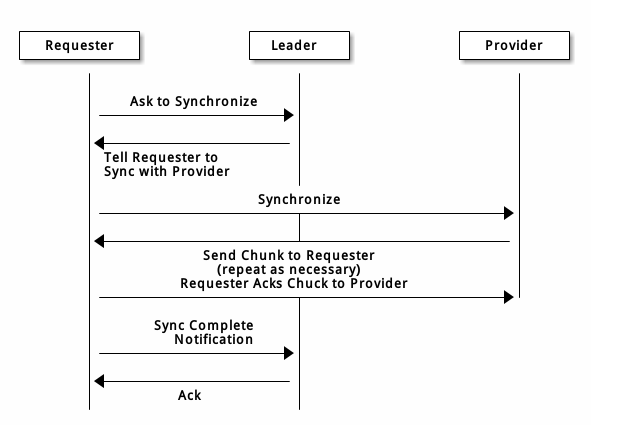 Requester
Leader
Provider
Ask to Synchronize
Tell Requester to
Sync with Provider
Synchronize
Send Chunk to Requester
(repeat as necessary)
Requester Acks Chuck to Provider
Sync Complete
Notification
Ack